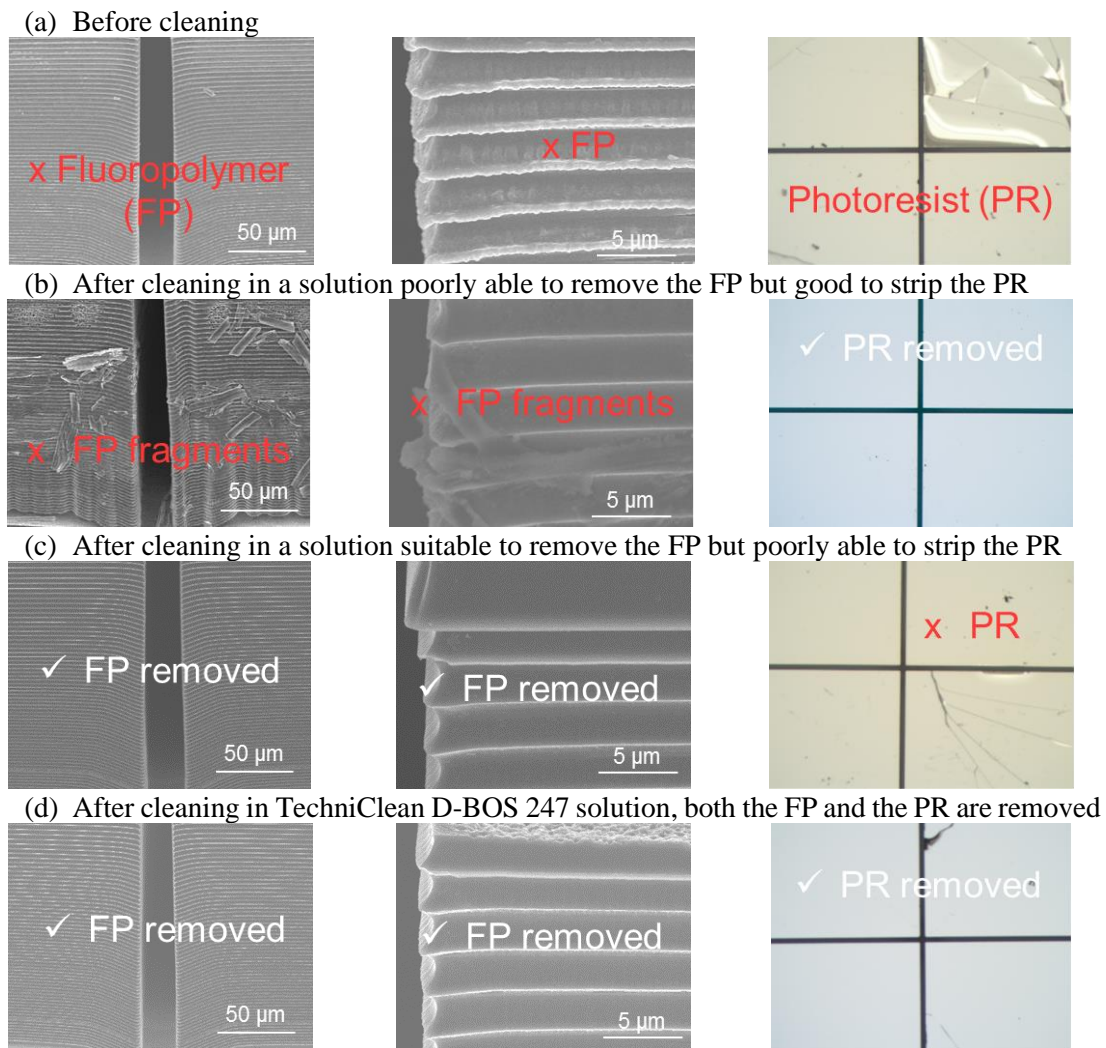 (a) Before cleaning
x Fluoropolymer
(FP)
50 µm
x FP
5 µm
Photoresist (PR)
(b) After cleaning in a solution poorly able to remove the FP but good to strip the PR
x FP fragments
50 µm
x FP fragments
5 µm
✓ PR removed
(c) After cleaning in a solution suitable to remove the FP but poorly able to strip the PR
✓ FP removed
50 µm
✓ FP removed
5 µm
x PR
(d) After cleaning in TechniClean D-BOS 247 solution, both the FP and the PR are removed
✓ FP removed
50 µm
✓ FP removed
5 µm
✓ PR removed